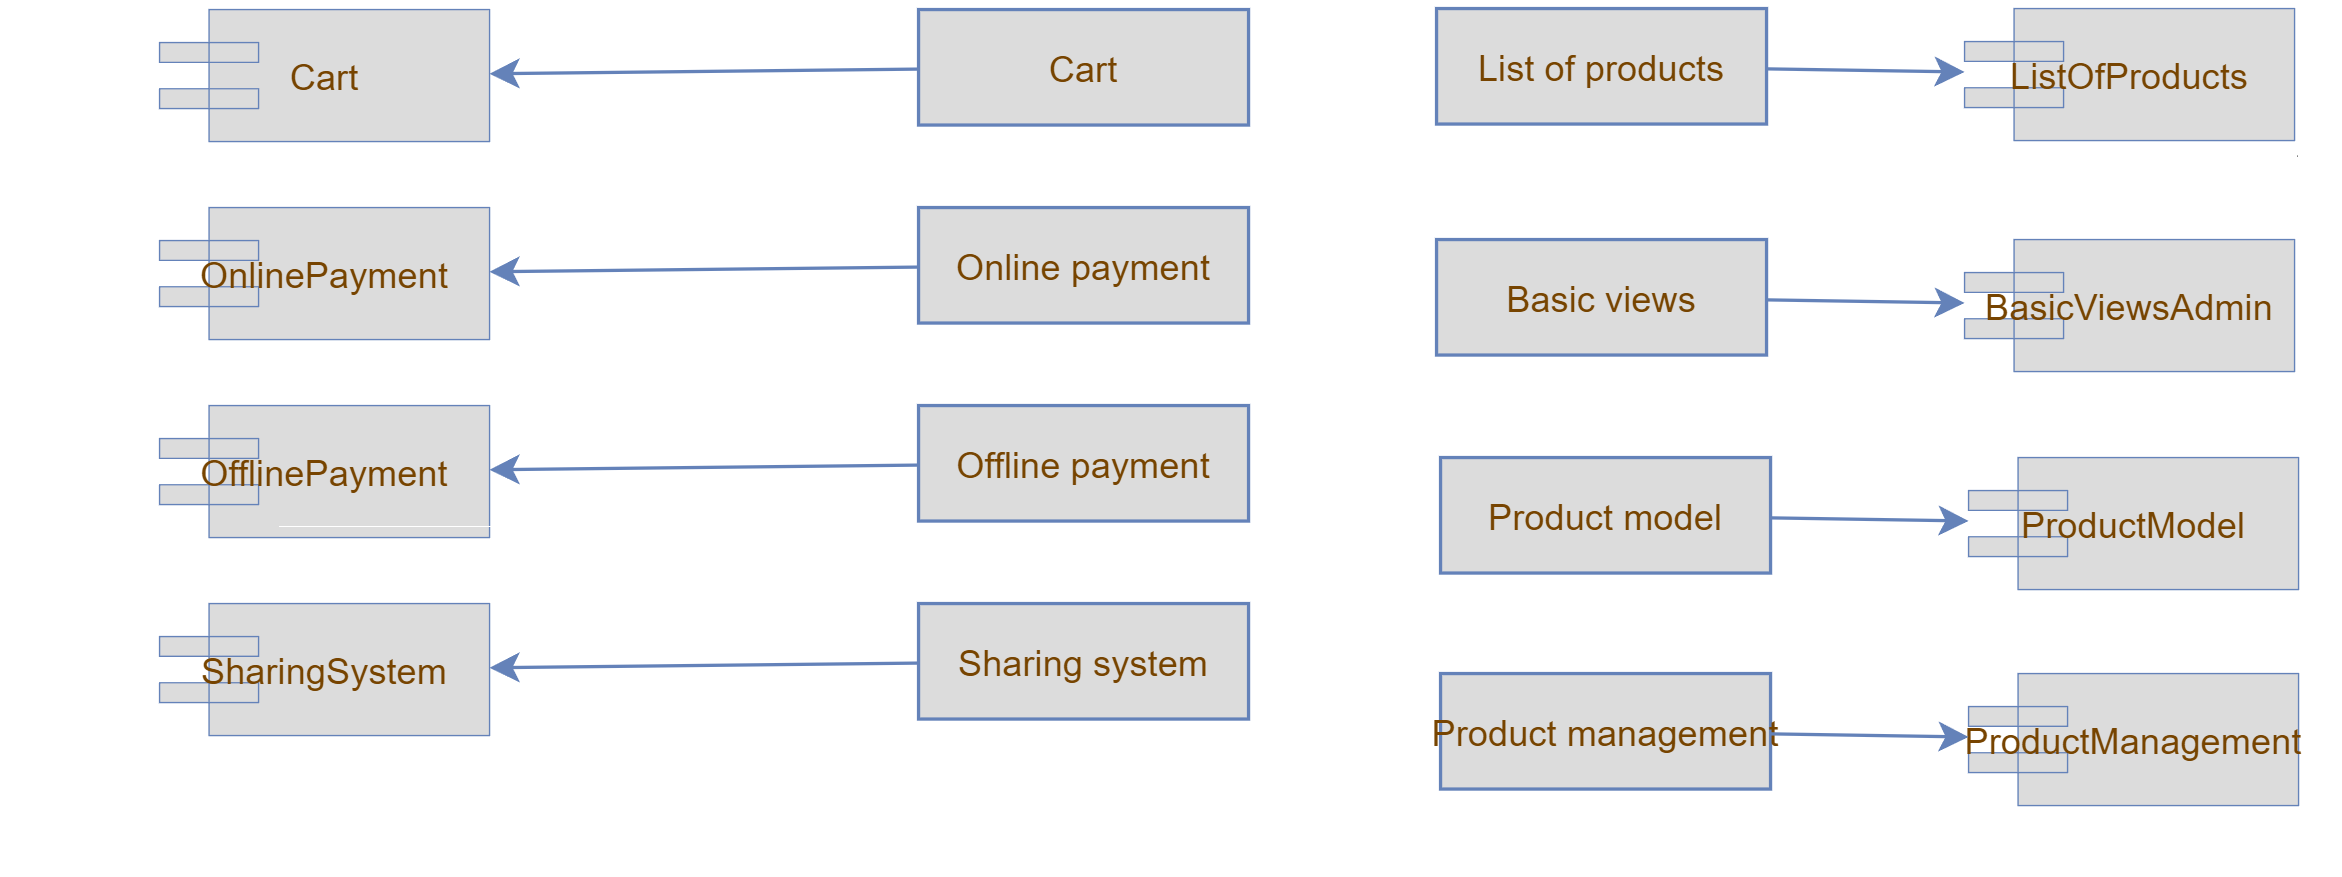 Cart
Cart
List of products
ListOfProducts
OnlinePayment
Online payment
Basic views
BasicViewsAdmin
OfflinePayment
Offline payment
Product model
ProductModel
SharingSystem
Sharing system
Product management
ProductManagement